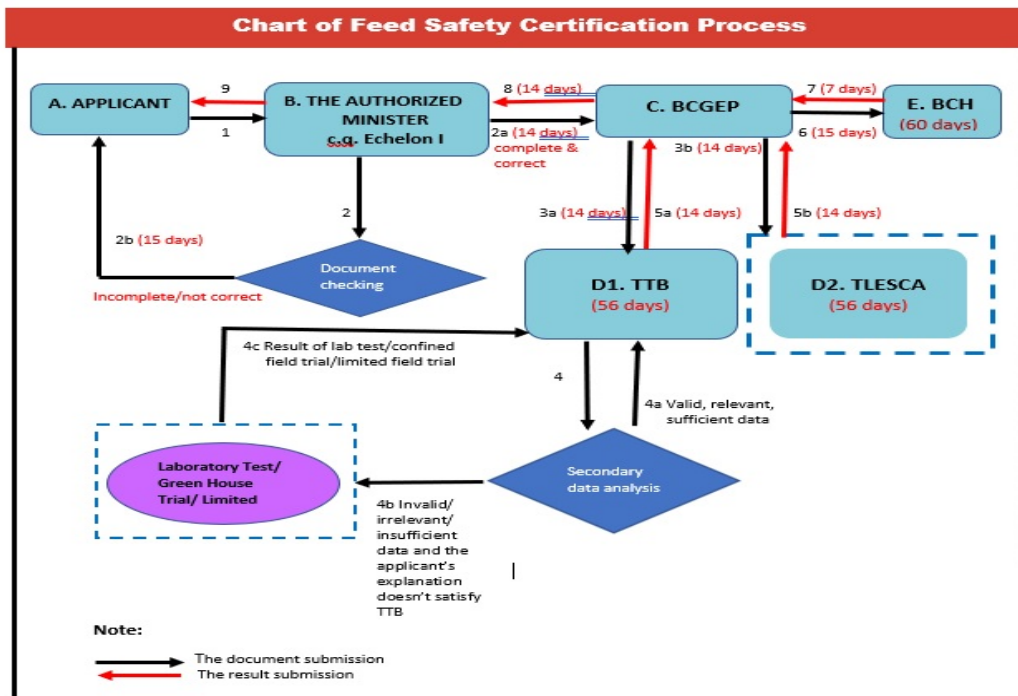 Chart of Feed Safety Certification Process
A. APPLICANT
9
1
B. THE AUTHORIZED
MINISTER
c.q. Echelon I
8 (14 days)
2a (14 days)
complete &
correct
C. BCGEP
7 (7 days)
6 (15 days)
E. BCH
(60 days)
2
2b (15 days)
Incomplete/not correct
Document
checking
3a (14 days)
5a (14 days)
3b (14 days)
5b (14 days)
D1. TTB
(56 days)
D2. TLESCA
(56 days)
4c Result of lab test/confined
field trial/limited field trial
4
4a Valid, relevant,
sufficient data
Laboratory Test/
Green House
Trial/ Limited
Secondary
data analysis
4b Invalid/
irrelevant/
insufficient
data and the
applicant's
explanation
doesn't satisfy
TTB
Note:
The document submission
The result submission